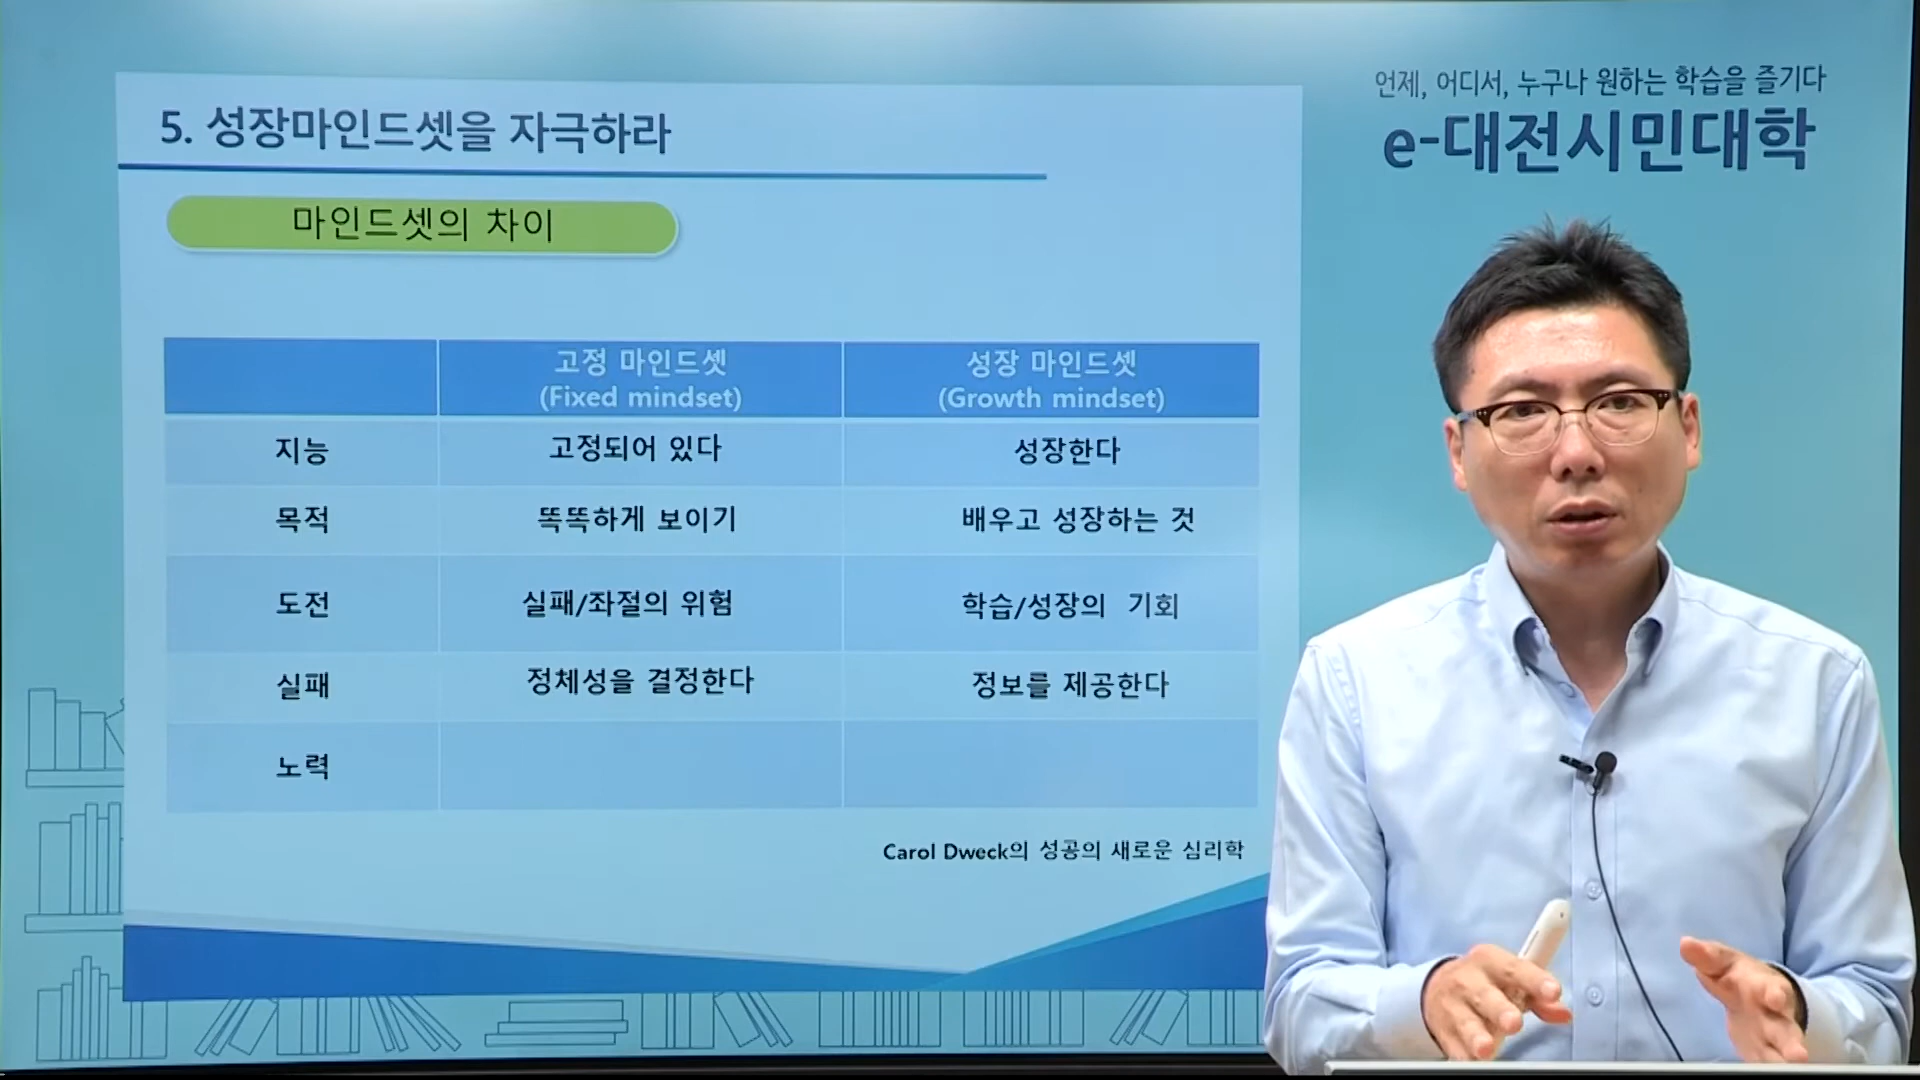 언제, 어디서, 누구나 원하는 학습을 즐기다
e-대전시민대학
5. 성장마인드셋을 자극하라
마인드셋의 차이
고정 마인드셋
(Fixed mindset)
성장 마인드셋
(Growth mindset)
지능 고정되어 있다 성장한다
목적 똑똑하게 보이기 배우고 성장하는 것
도전 실패/좌절의 위험 학습/성장의 기회
실패 정체성을 결정한다 정보를 제공한다
노력
Carol Dweck의 성공의 새로운 심리학